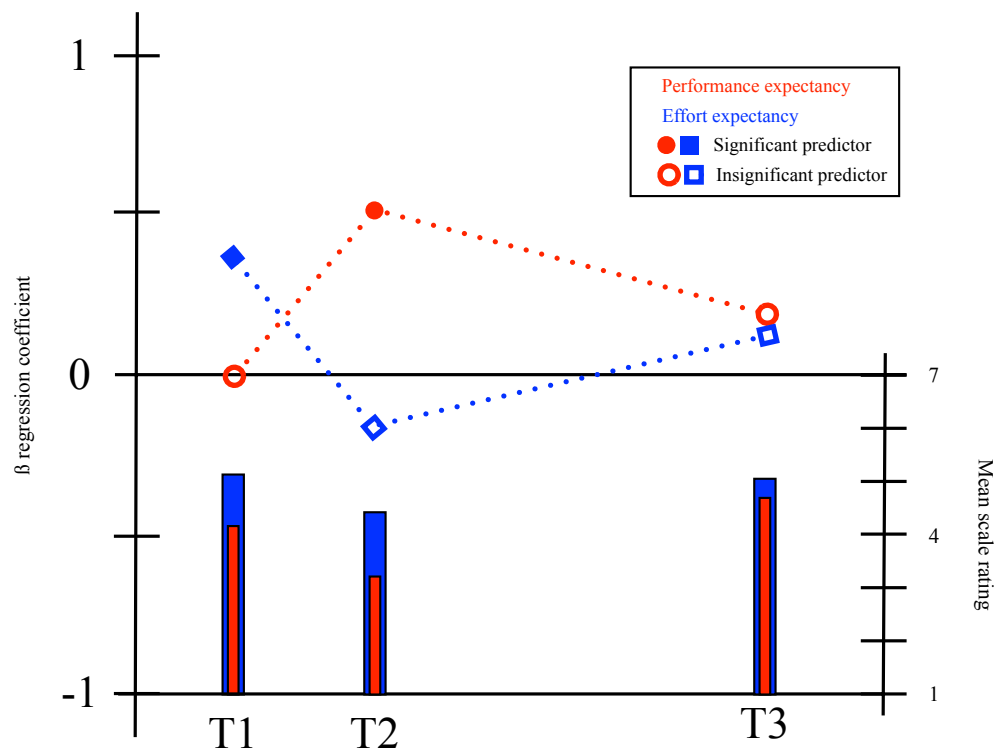 1
Performance expectancy
Effort expectancy
Significant predictor
Insignificant predictor
ß regression coefficient
0
7
4
Mean scale rating
-1
1
T1
T2
T3